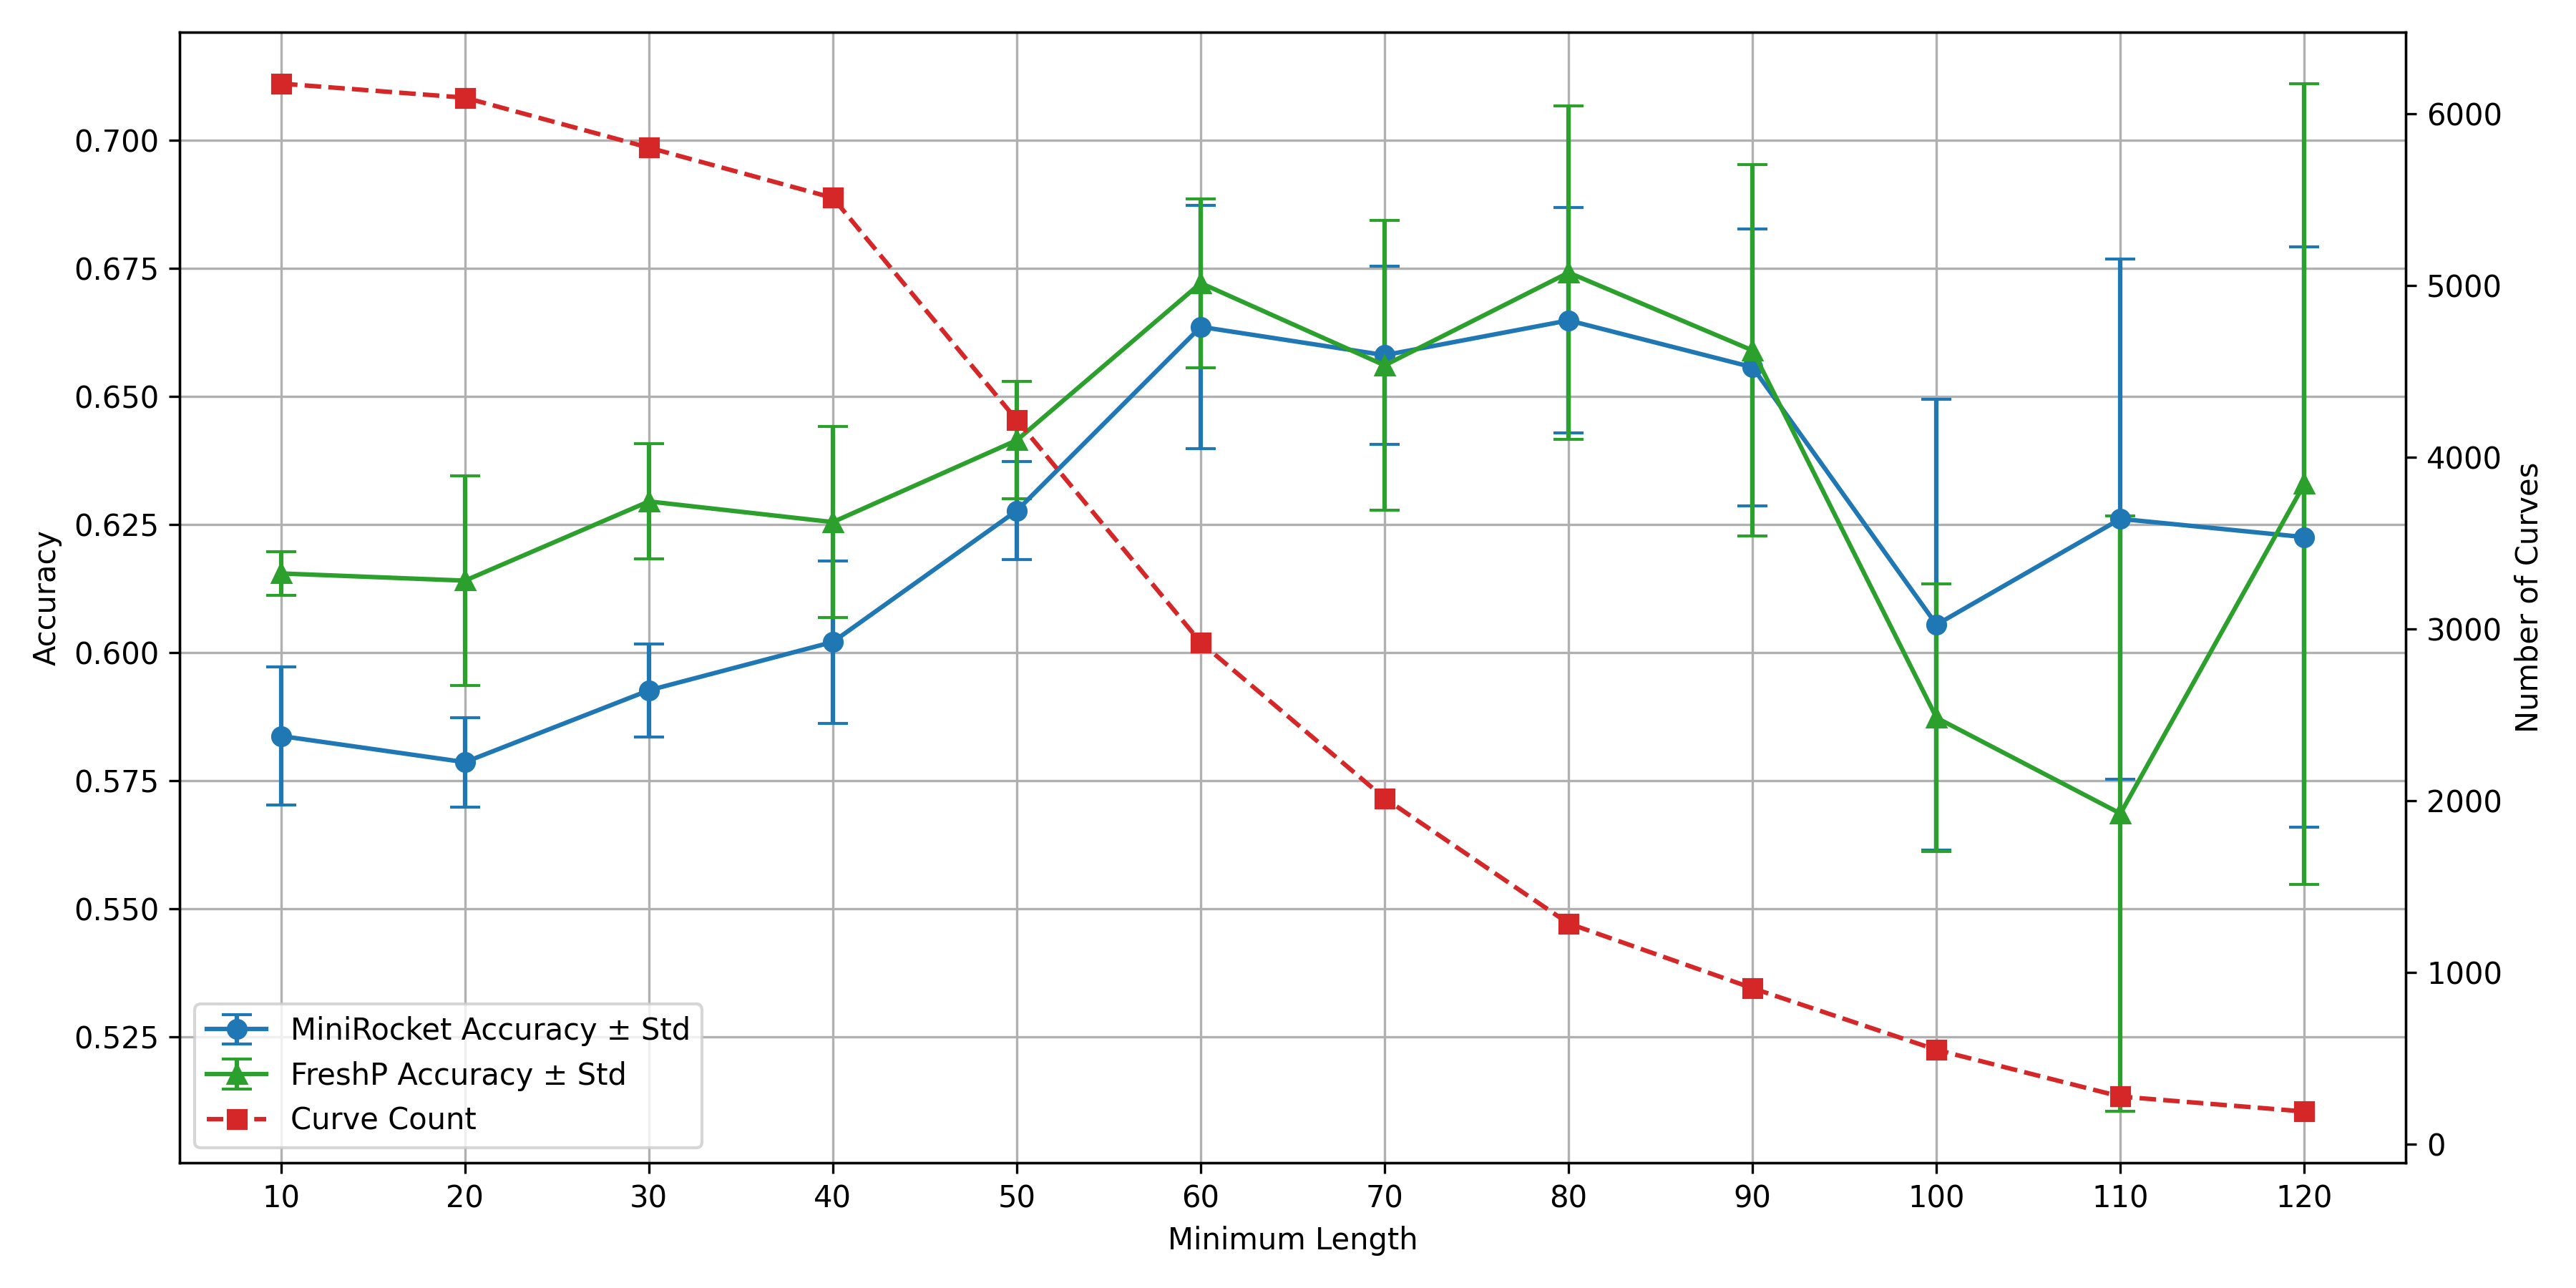 0.700
0.675
0.650
0.625
0.600
0.575
0.550
0.525
Accuracy
6000
5000
4000
3000
2000
1000
0
Number of Curves
MiniRocket Accuracy ± Std
FreshP Accuracy ± Std
Curve Count
10 20 30 40 50 60 70 80 90 100 110 120
Minimum Length